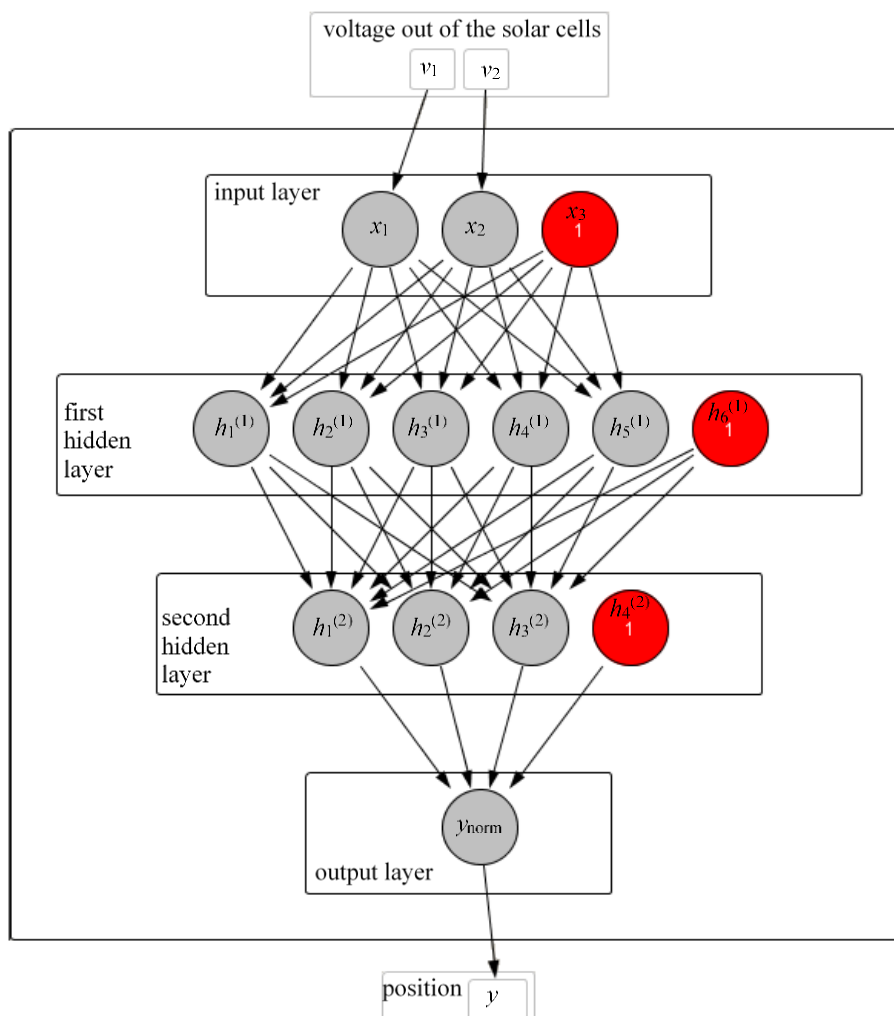 voltage out of the solar cells
v₁ v₂
input layer
x₁ x₂ x₃
1
first
hidden
layer
h₁⁽¹⁾ h₂⁽¹⁾ h₃⁽¹⁾ h₄⁽¹⁾ h₅⁽¹⁾ h₆⁽¹⁾
1
second
hidden
layer
h₁⁽²⁾ h₂⁽²⁾ h₃⁽²⁾ h₄⁽²⁾
1
ynorm
output layer
position y